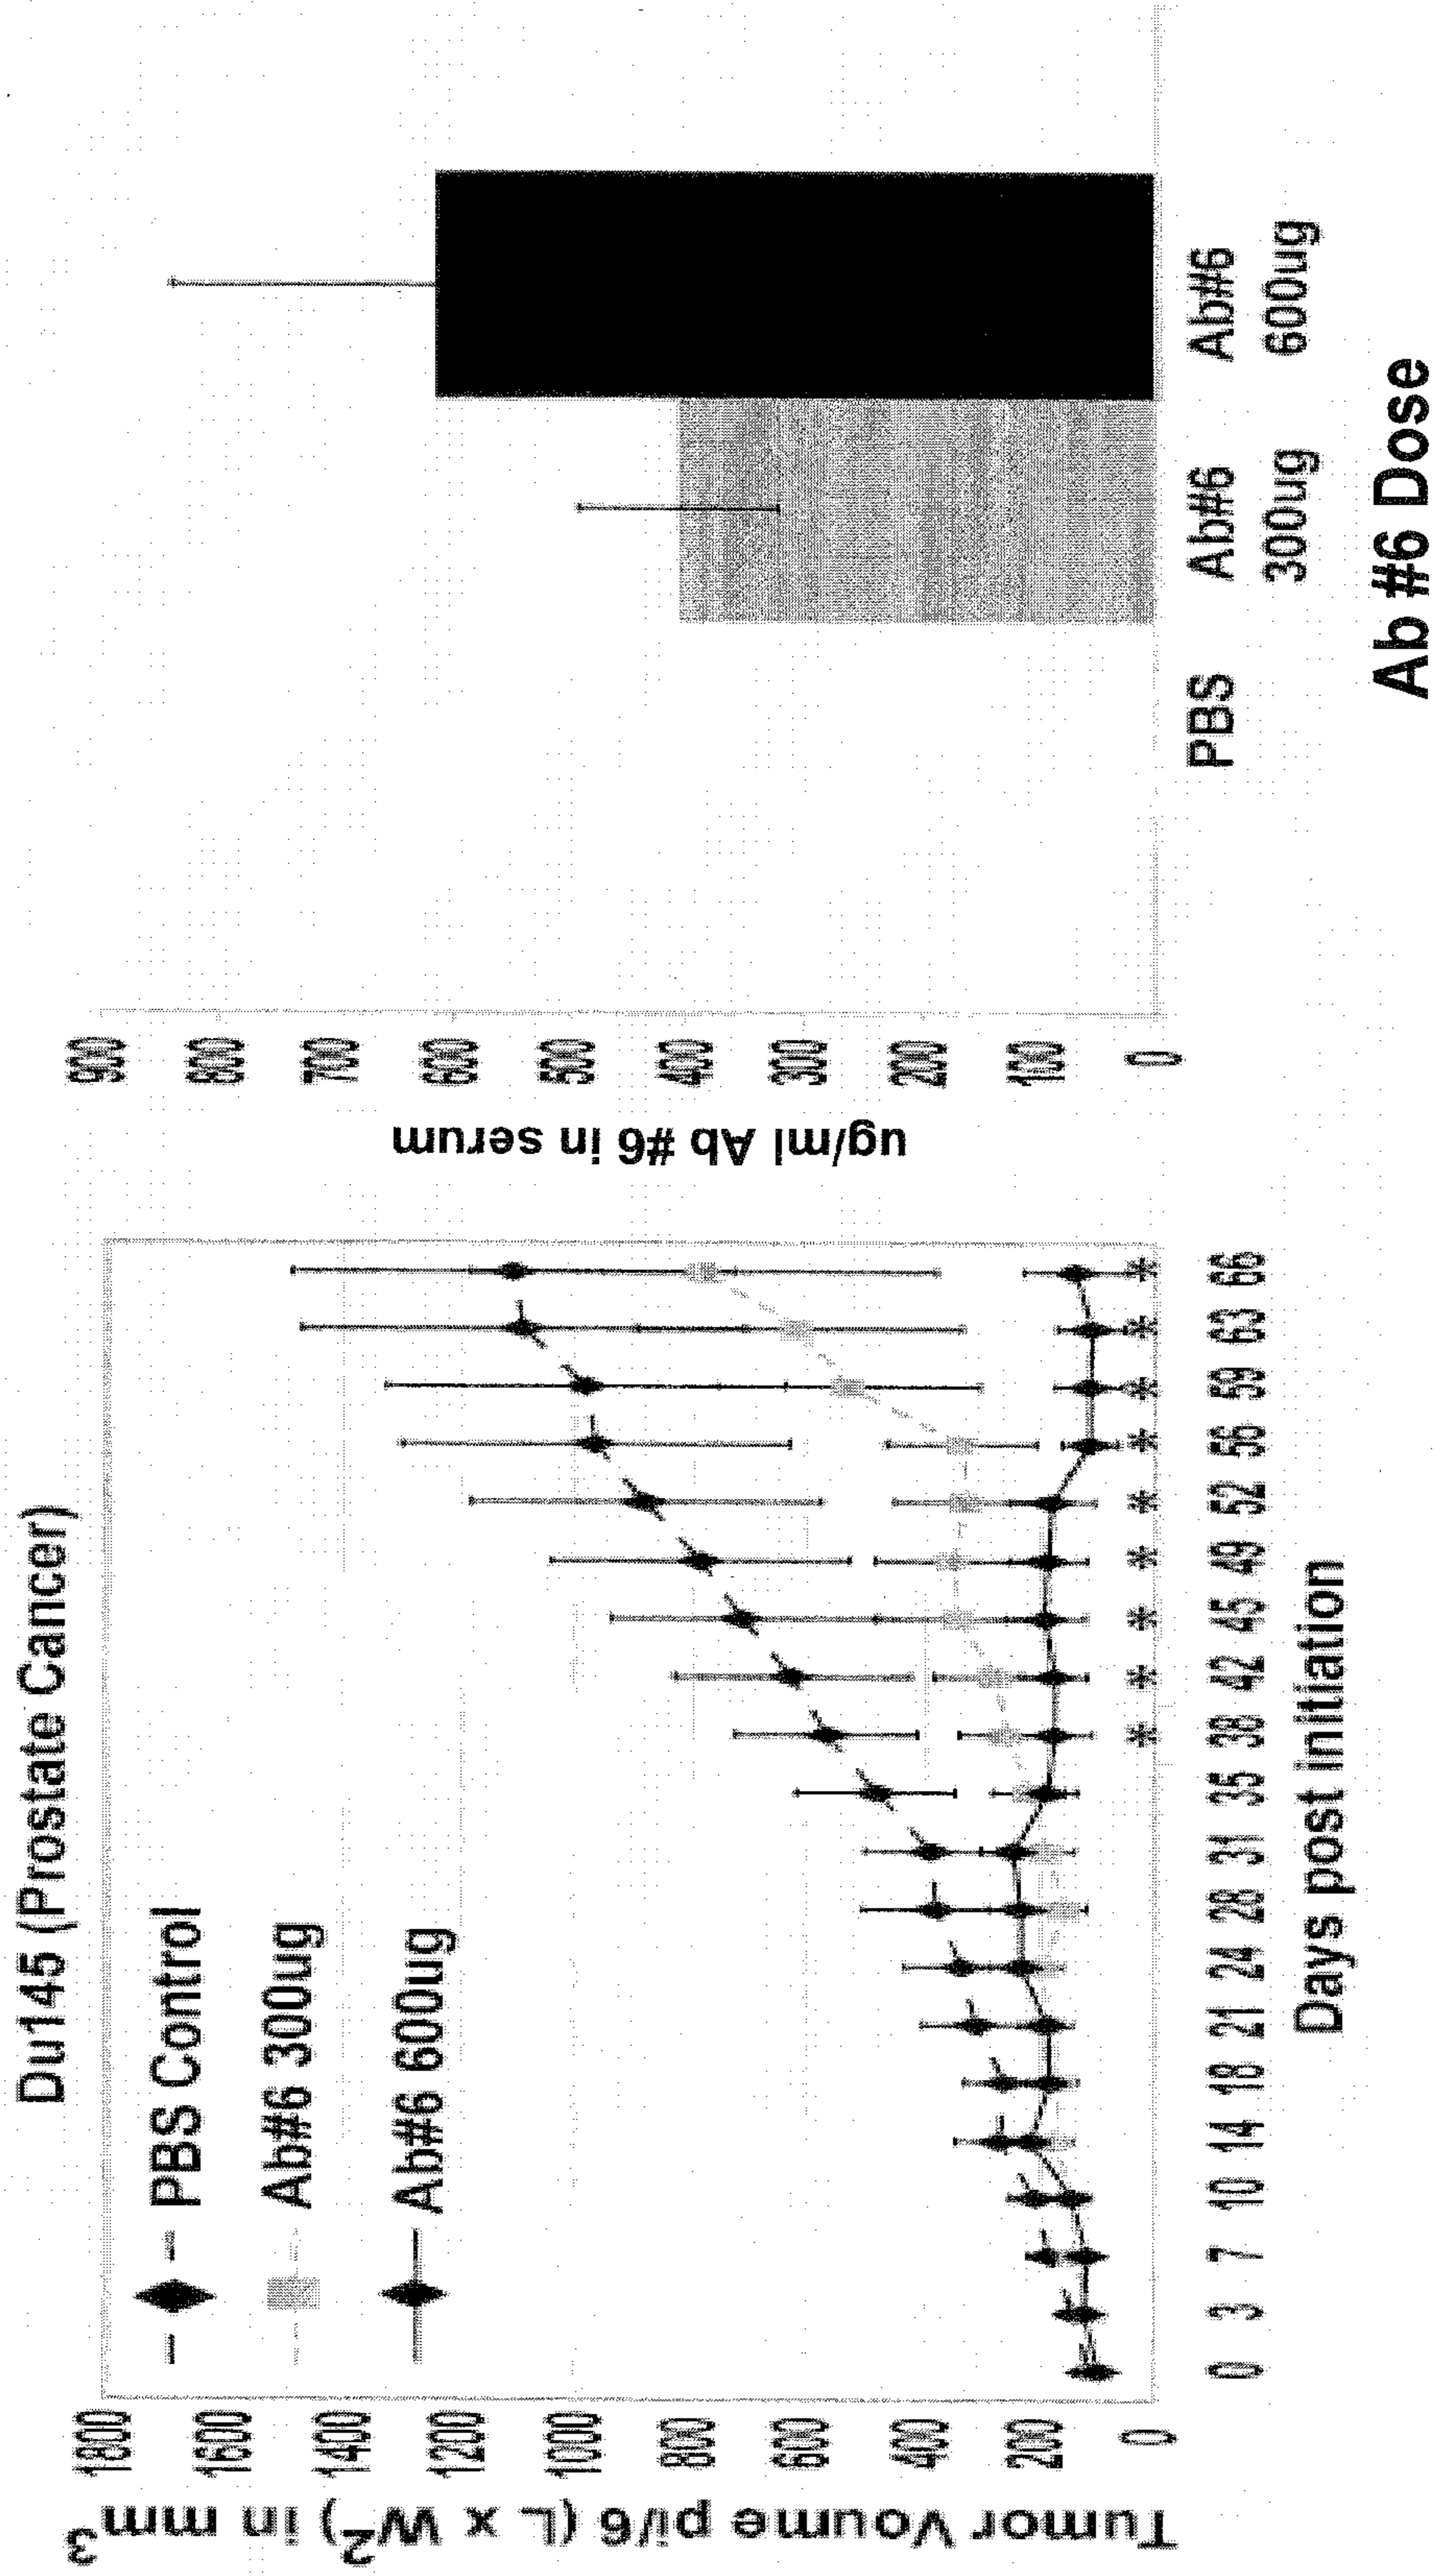 Du145 (Prostate Cancer)
Tumor Voume pi/6 (L x W²) in mm³
1800
1600
1400
1200
1000
800
600
400
200
0
PBS Control
Ab#6 300ug
Ab#6 600ug
* * * * * * * * *
0 3 7 10 14 18 21 24 28 31 35 38 42 45 49 52 56 59 63 66
Days post Initiation
ug/ml Ab #6 in serum
900
800
700
600
500
400
300
200
100
0
PBS Ab#6 Ab#6
300ug 600ug
Ab #6 Dose